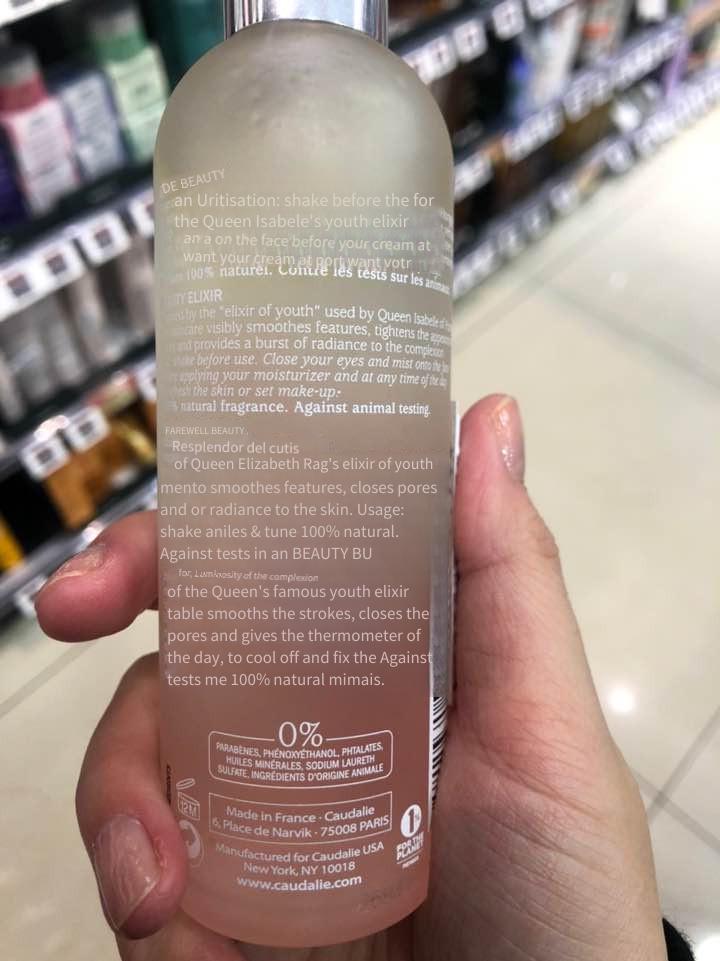 DE BEAUTY
an Uritisation: shake before the for
the Queen Isabele's youth elixir
an a on the face before your cream at
want your cream at port want votr
100% naturel. Contre les tests sur les animaux
TY ELIXIR
by the "elixir of youth" used by Queen Isabelle of
care visibly smoothes features, tightens the
and provides a burst of radiance to the complexion
shake before use. Close your eyes and mist onto the
applying your moisturizer and at any time of the day
the skin or set make-up.
% natural fragrance. Against animal testing.
FAREWELL BEAUTY.
Resplendor del cutis
of Queen Elizabeth Rag's elixir of youth
mento smoothes features, closes pores
and or radiance to the skin. Usage:
shake aniles & tune 100% natural.
Against tests in an BEAUTY BU
for, Luminosity of the complexion
of the Queen's famous youth elixir
table smooths the strokes, closes the
pores and gives the thermometer of
the day, to cool off and fix the Against
tests me 100% natural mimais.
0%
PARABÈNES, PHÉNOXYÉTHANOL, PHTALATES,
HUILES MINÉRALES, SODIUM LAURETH
SULFATE, INGRÉDIENTS D'ORIGINE ANIMALE
12M
Made in France · Caudalie
6, Place de Narvik · 75008 PARIS
1%
FOR THE
PLANET
Manufactured for Caudalie USA
New York, NY 10018
www.caudalie.com